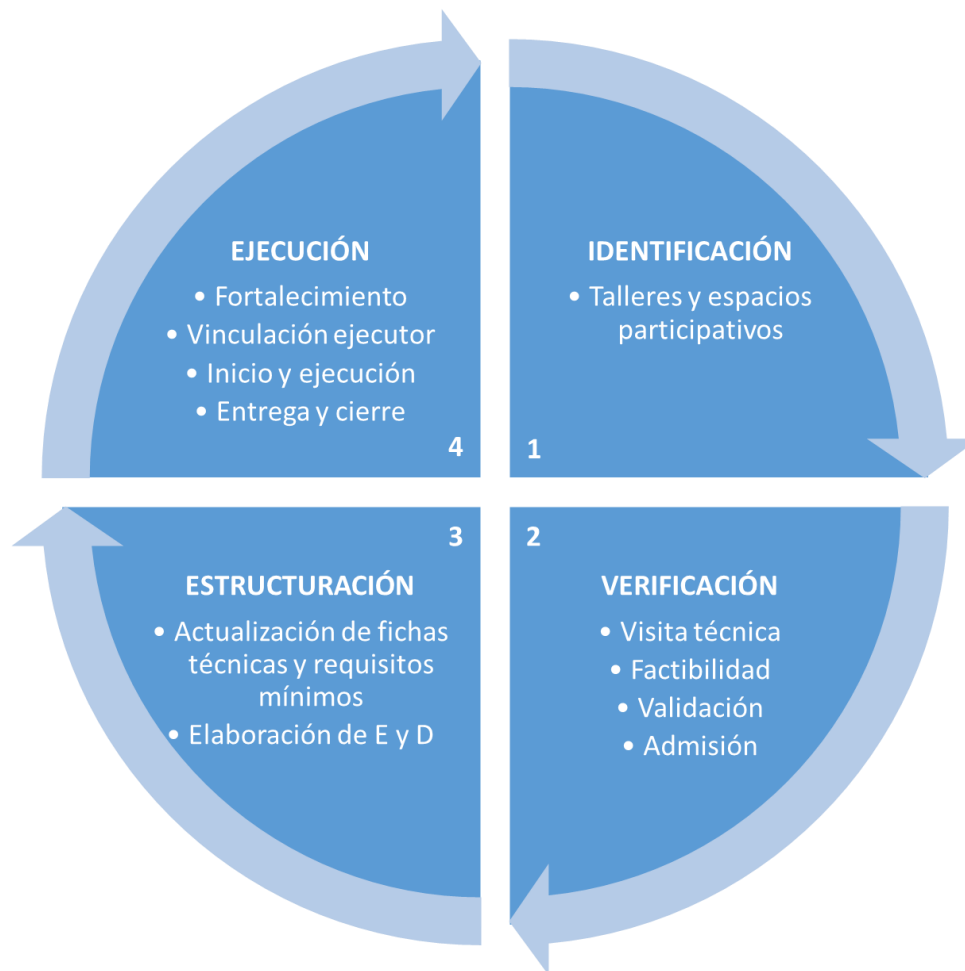 EJECUCIÓN
• Fortalecimiento
• Vinculación ejecutor
• Inicio y ejecución
• Entrega y cierre
4
IDENTIFICACIÓN
• Talleres y espacios
participativos
1
3
ESTRUCTURACIÓN
• Actualización de fichas
técnicas y requisitos
mínimos
• Elaboración de E y D
2
VERIFICACIÓN
• Visita técnica
• Factibilidad
• Validación
• Admisión